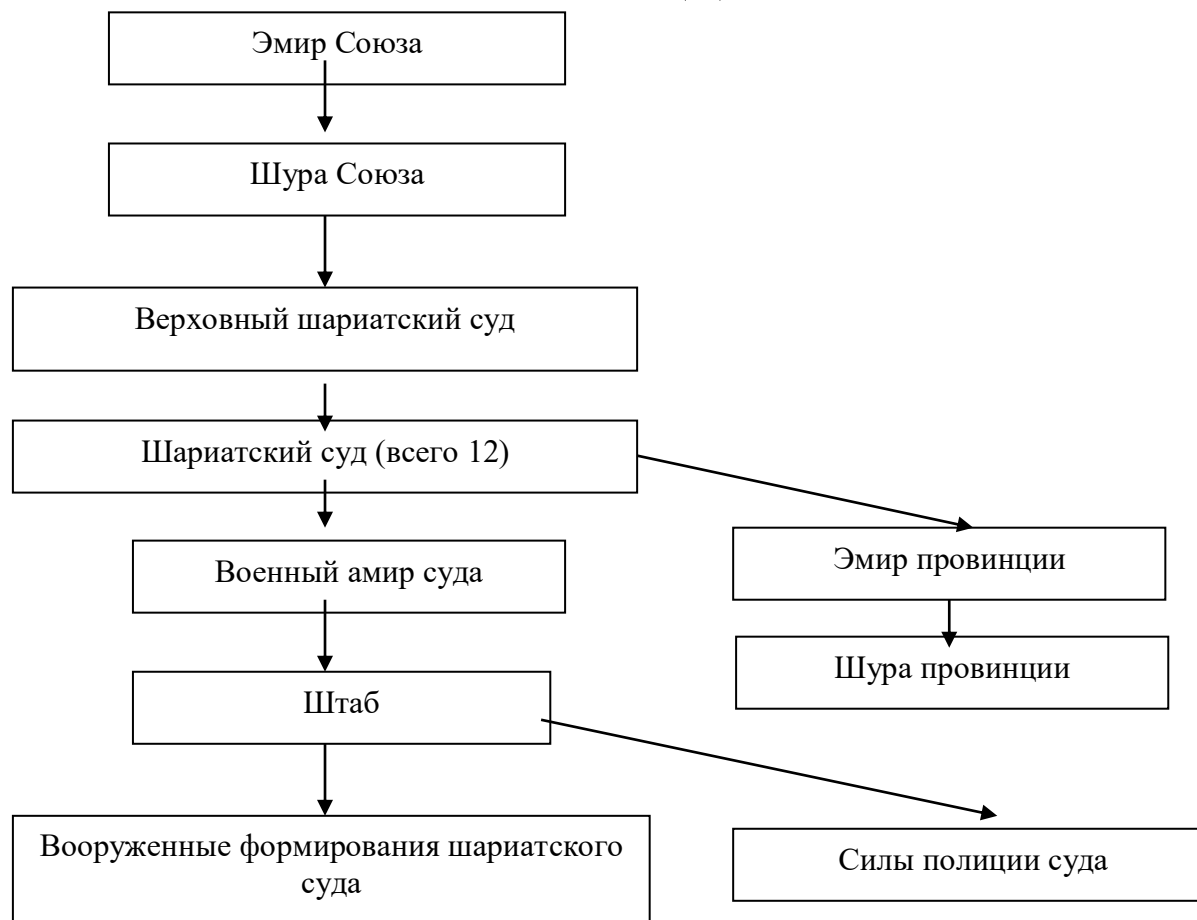 Эмир Союза
Шура Союза
Верховный шариатский суд
Шариатский суд (всего 12)
Эмир провинции
Военный амир суда
Шура провинции
Штаб
Вооруженные формирования шариатского
суда
Силы полиции суда